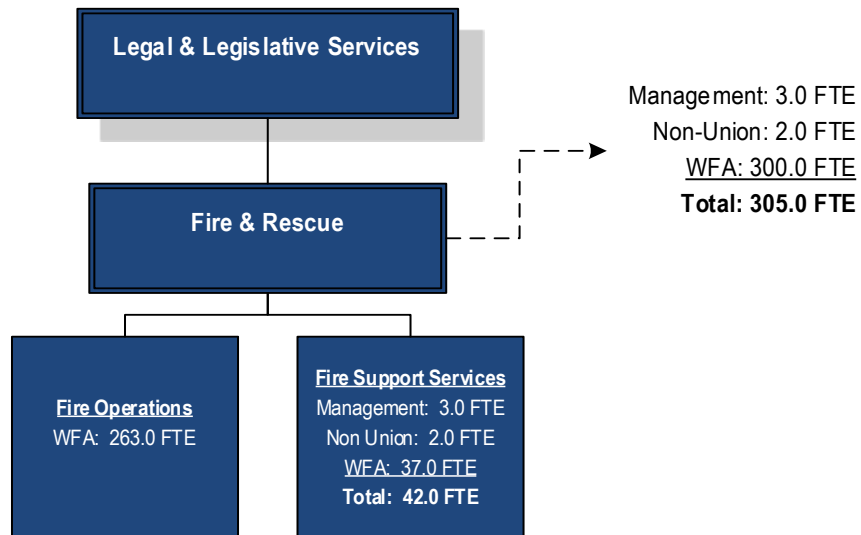 Legal & Legislative Services
Management: 3.0 FTE
Non-Union: 2.0 FTE
WFA: 300.0 FTE
Total: 305.0 FTE
Fire & Rescue
Fire Operations
WFA: 263.0 FTE
Fire Support Services
Management: 3.0 FTE
Non Union: 2.0 FTE
WFA: 37.0 FTE
Total: 42.0 FTE